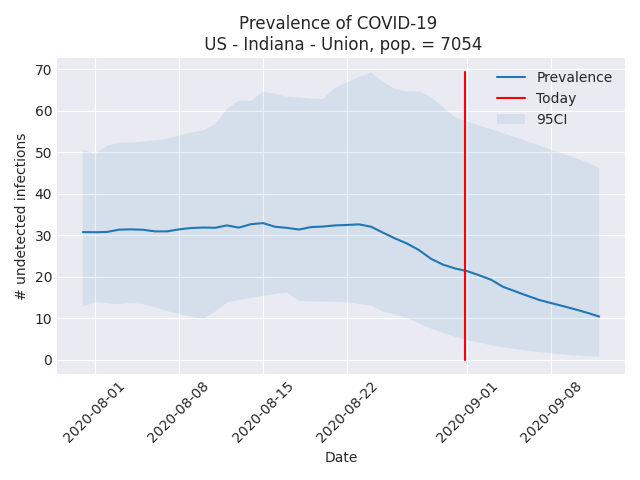 Prevalence of COVID-19
US - Indiana - Union, pop. = 7054
70
60
50
40
30
20
10
0
# undetected infections
Prevalence
Today
95CI
2020-08-01
2020-08-08
2020-08-15
2020-08-22
2020-09-01
2020-09-08
Date